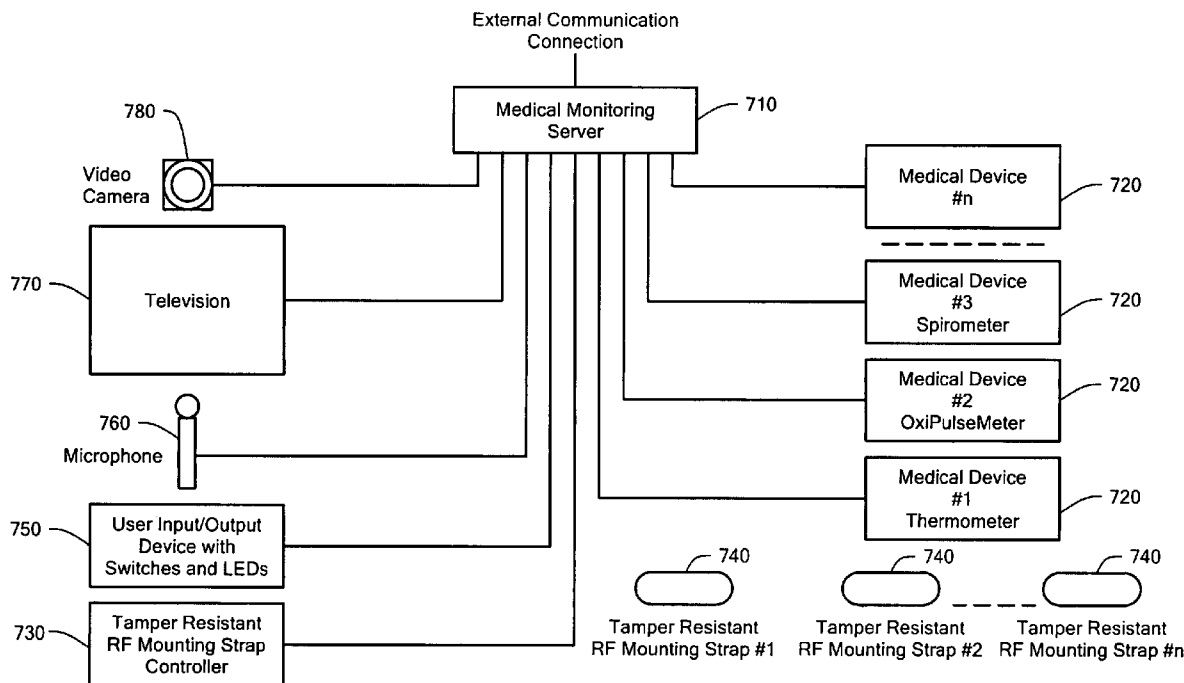 External Communication
Connection
780
710
Medical Monitoring
Server
Video
Camera
Medical Device
#n
720
770
Television
Medical Device
#3
Spirometer
720
760
Microphone
Medical Device
#2
OxiPulseMeter
720
750
User Input/Output
Device with
Switches and LEDs
Medical Device
#1
Thermometer
720
730
Tamper Resistant
RF Mounting Strap
Controller
740
Tamper Resistant
RF Mounting Strap #1
740
Tamper Resistant
RF Mounting Strap #2
740
Tamper Resistant
RF Mounting Strap #n